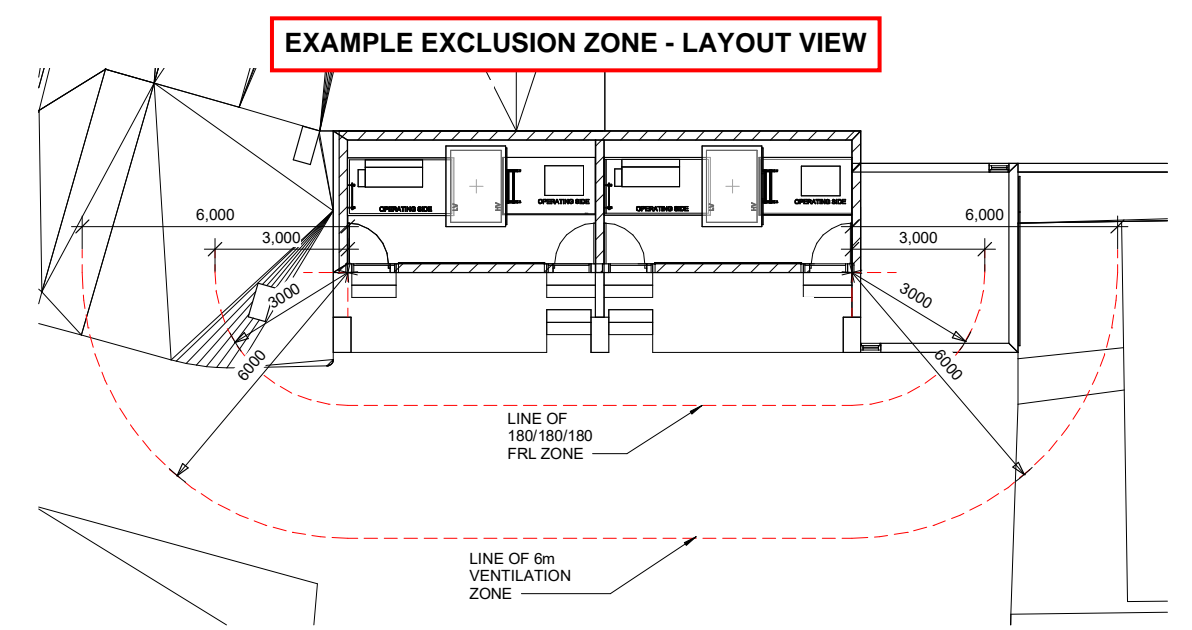 EXAMPLE EXCLUSION ZONE - LAYOUT VIEW
OPERATING SIDE
LV
HV
OPERATING SIDE
OPERATING SIDE
LV
HV
OPERATING SIDE
6,000
3,000
6,000
3,000
3000
6000
3000
6000
LINE OF
180/180/180
FRL ZONE
LINE OF 6m
VENTILATION
ZONE